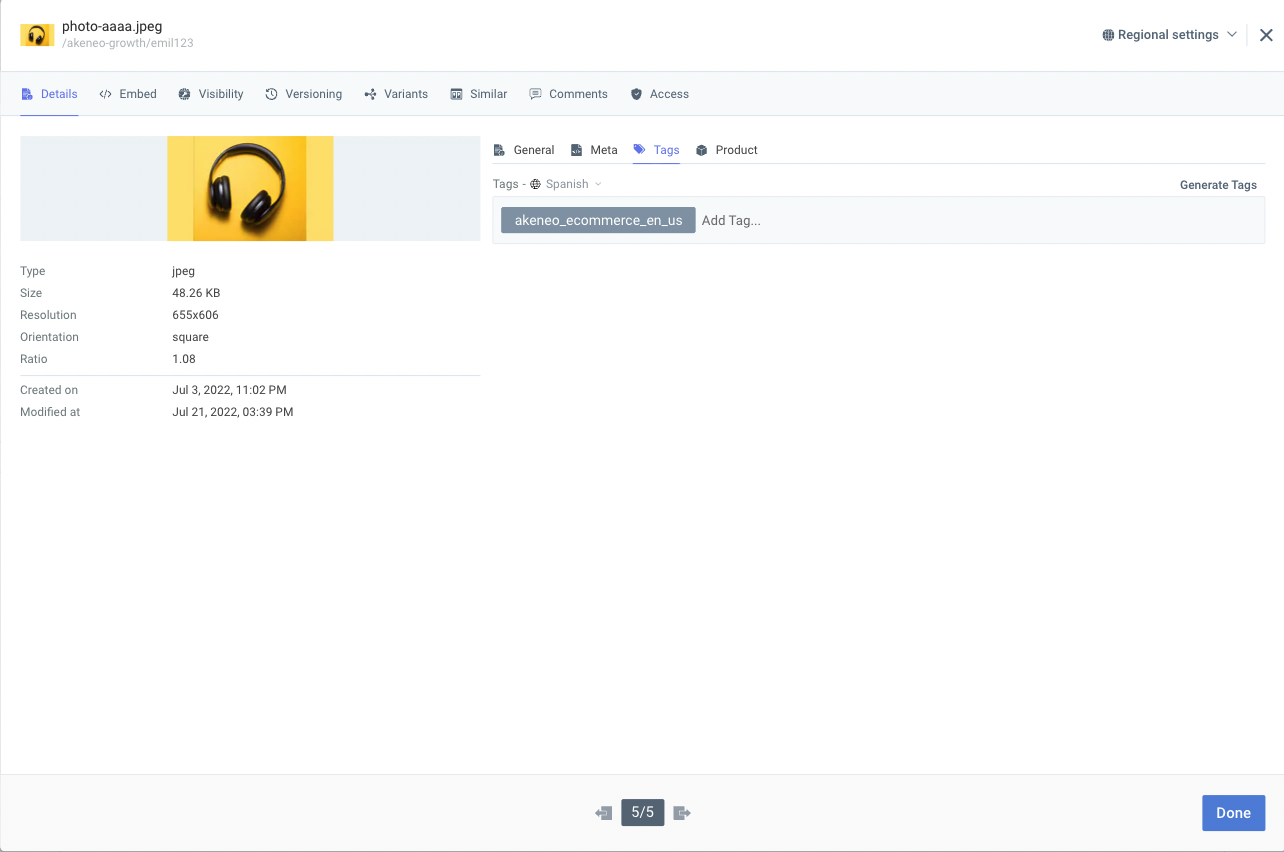 photo-aaaa.jpeg
/akeneo-growth/emil123
Regional settings
Details Embed Visibility Versioning Variants Similar Comments Access
General Meta Tags Product
Tags - Spanish
Generate Tags
akeneo_ecommerce_en_us Add Tag...
Type jpeg
Size 48.26 KB
Resolution 655x606
Orientation square
Ratio 1.08
Created on Jul 3, 2022, 11:02 PM
Modified at Jul 21, 2022, 03:39 PM
5/5
Done